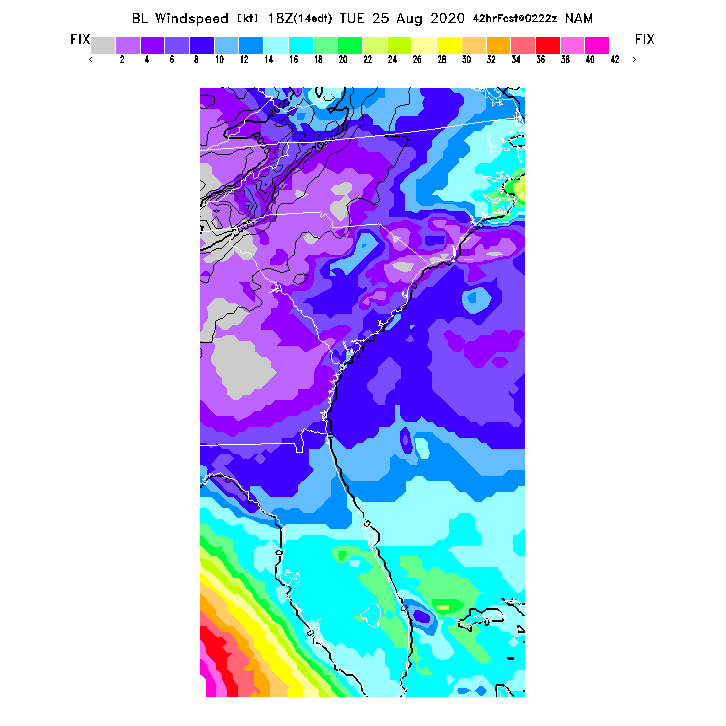 BL Windspeed [kt] 18Z(14edt) TUE 25 Aug 2020 42hrFcst@0222z NAM
FIX FIX
< 2 4 6 8 10 12 14 16 18 20 22 24 26 28 30 32 34 36 38 40 42 >